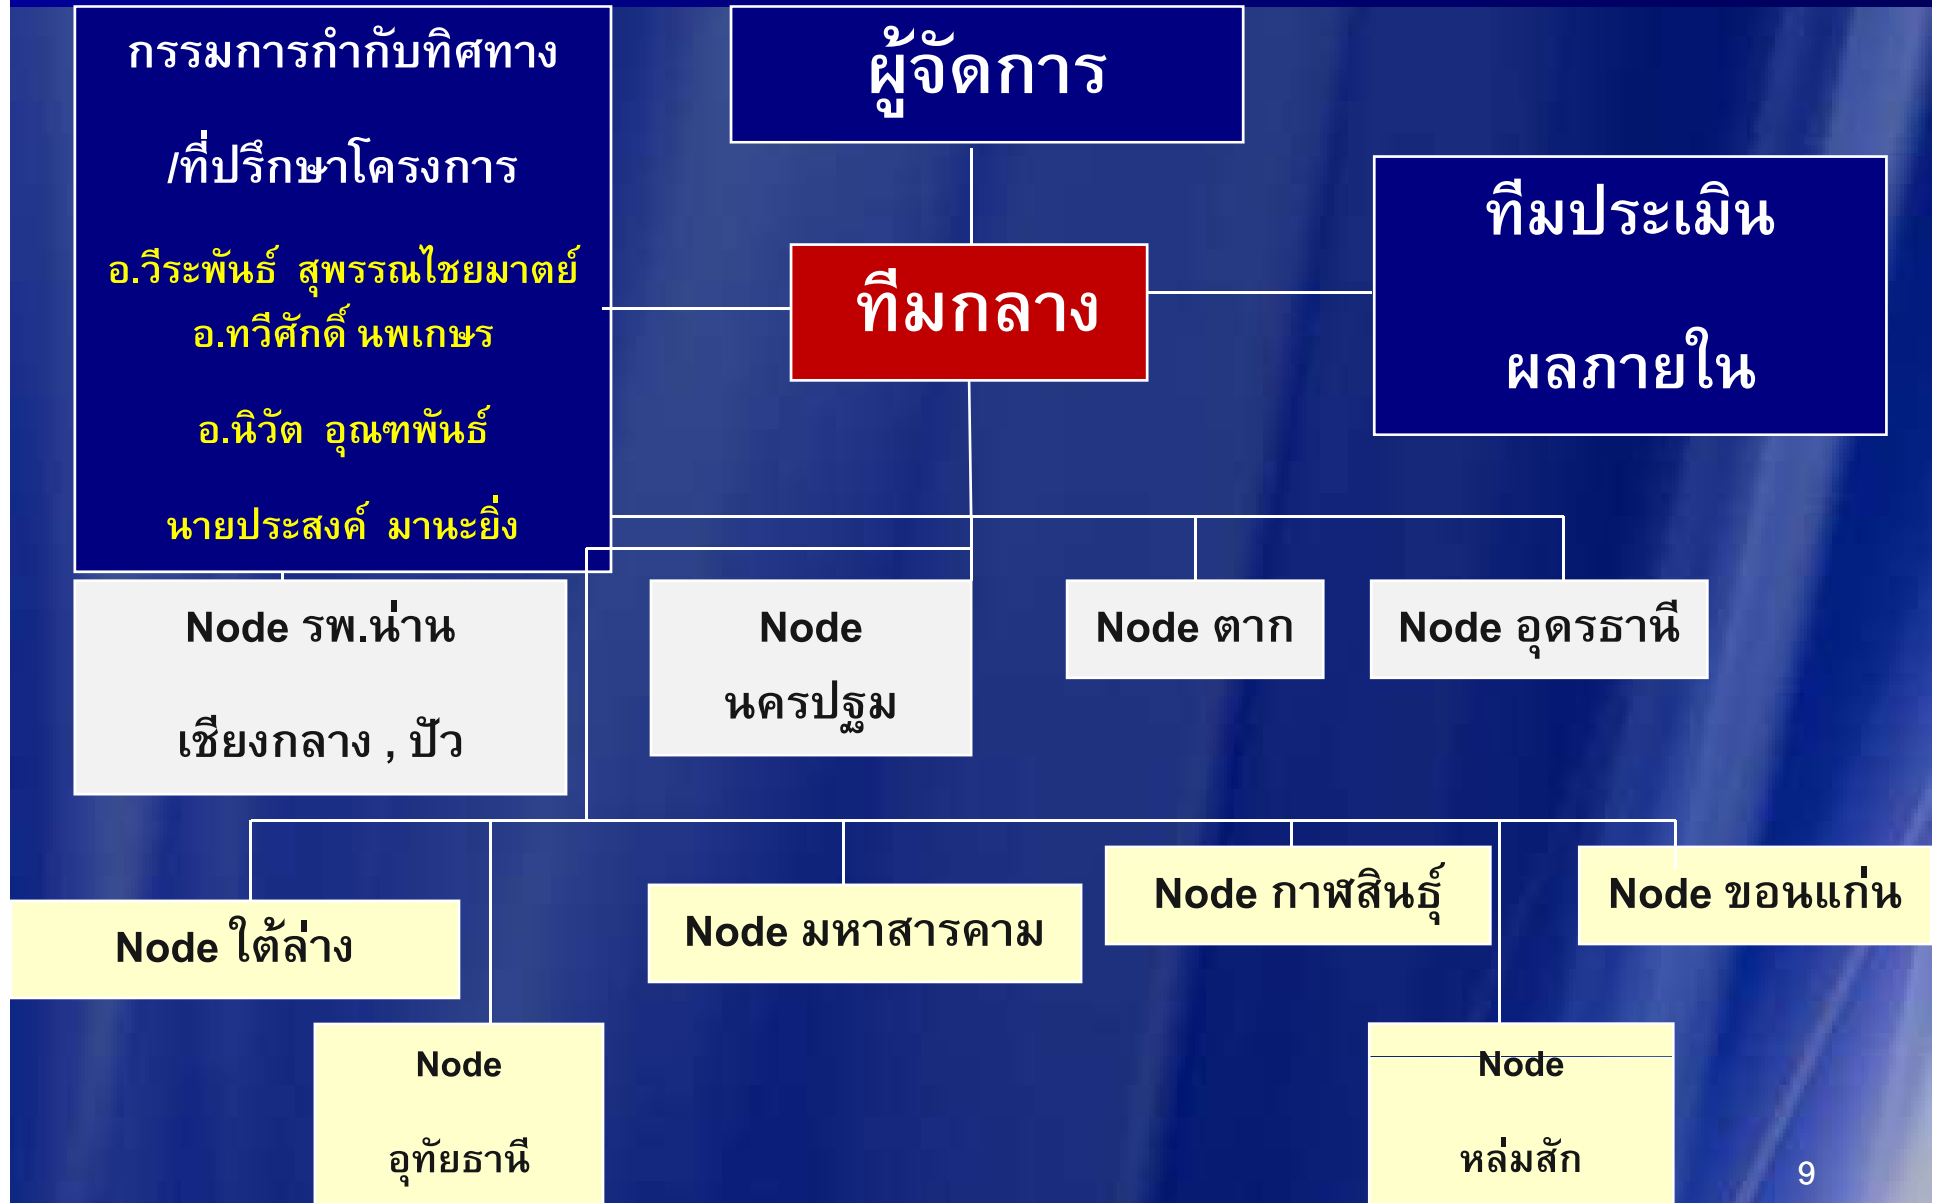 กรรมการกำกับทิศทาง
/ที่ปรึกษาโครงการ
อ.วีระพันธ์ สุพรรณไชยมาตย์
อ.ทวีศักดิ์ นพเกษร
อ.นิวัต อุณฑพันธ์
นายประสงค์ มานะยิ่ง
ผู้จัดการ
ทีมกลาง
ทีมประเมิน
ผลภายใน
Node รพ.น่าน
เชียงกลาง , ปัว
Node
นครปฐม
Node ตาก
Node อุดรธานี
Node ใต้ล่าง
Node มหาสารคาม
Node กาฬสินธุ์
Node ขอนแก่น
Node
อุทัยธานี
Node
หล่มสัก
9